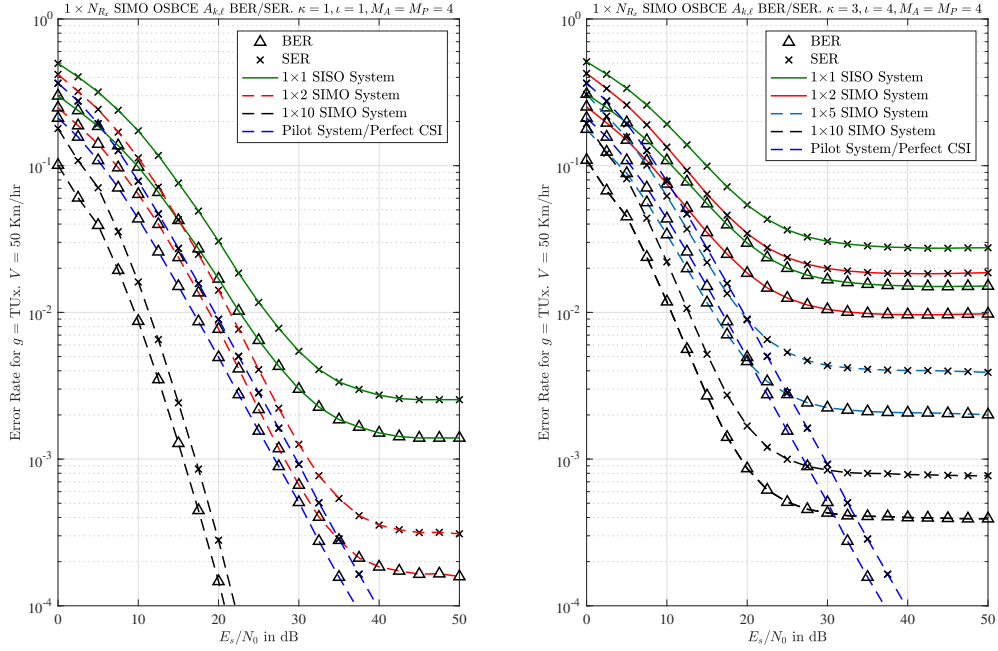 1 × N_{R_x} SIMO OSBCE A_{k,ℓ} BER/SER. κ = 1, ι = 1, M_A = M_P = 4
Error Rate for g = TUx. V = 50 Km/hr
10^0
10^{-1}
10^{-2}
10^{-3}
10^{-4}
BER
SER
1×1 SISO System
1×2 SIMO System
1×10 SIMO System
Pilot System/Perfect CSI
0 10 20 30 40 50
E_s/N_0 in dB
1 × N_{R_x} SIMO OSBCE A_{k,ℓ} BER/SER. κ = 3, ι = 4, M_A = M_P = 4
Error Rate for g = TUx. V = 50 Km/hr
10^0
10^{-1}
10^{-2}
10^{-3}
10^{-4}
BER
SER
1×1 SISO System
1×2 SIMO System
1×5 SIMO System
1×10 SIMO System
Pilot System/Perfect CSI
0 10 20 30 40 50
E_s/N_0 in dB